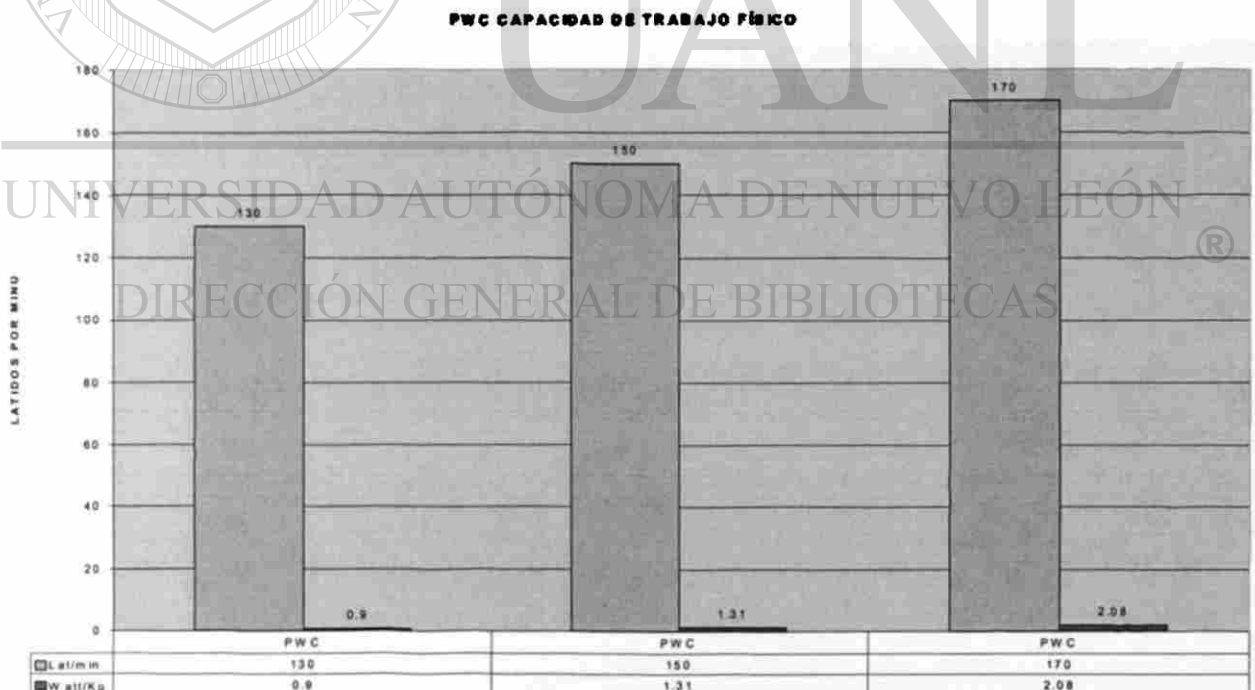 PWC CAPACIDAD DE TRABAJO FÍSICO
UANL
UNIVERSIDAD AUTÓNOMA DE NUEVO LEÓN
®
DIRECCIÓN GENERAL DE BIBLIOTECAS
LATIDOS POR MINU
180
160
140
120
100
80
60
40
20
0
130
0.9
150
1.31
170
2.08
PWC PWC PWC
Lat/min 130 150 170
Watt/Kg 0.9 1.31 2.08